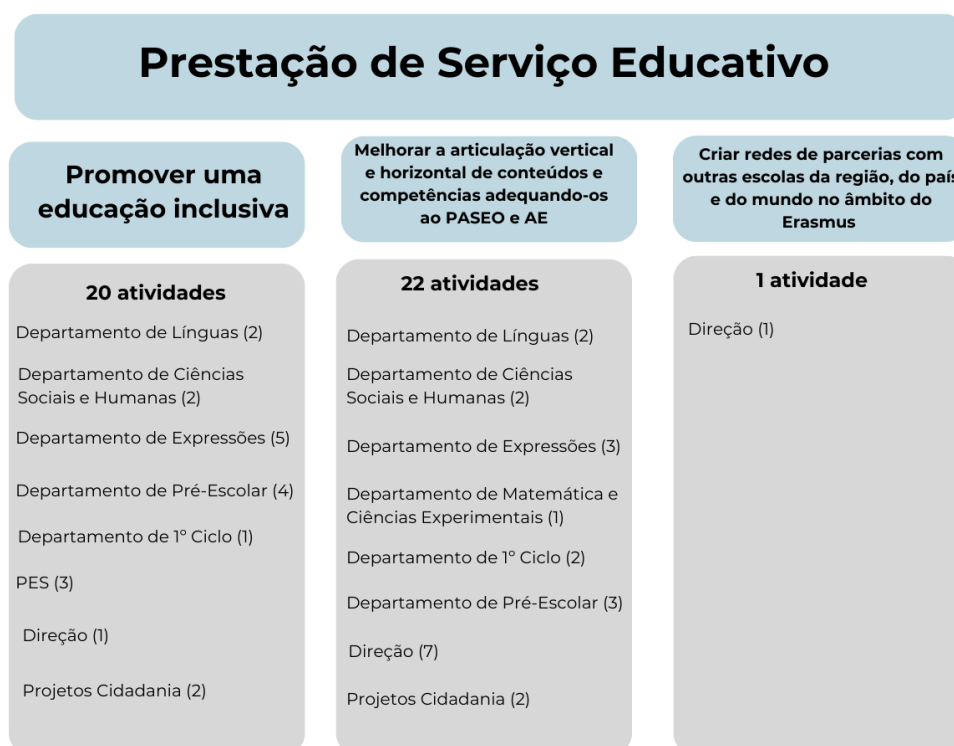 Prestação de Serviço Educativo
Promover uma
educação inclusiva
20 atividades
Departamento de Línguas (2)
Departamento de Ciências
Sociais e Humanas (2)
Departamento de Expressões (5)
Departamento de Pré-Escolar (4)
Departamento de 1º Ciclo (1)
PES (3)
Direção (1)
Projetos Cidadania (2)
Melhorar a articulação vertical
e horizontal de conteúdos e
competências adequando-os
ao PASEO e AE
22 atividades
Departamento de Línguas (2)
Departamento de Ciências
Sociais e Humanas (2)
Departamento de Expressões (3)
Departamento de Matemática e
Ciências Experimentais (1)
Departamento de 1º Ciclo (2)
Departamento de Pré-Escolar (3)
Direção (7)
Projetos Cidadania (2)
Criar redes de parcerias com
outras escolas da região, do país
e do mundo no âmbito do
Erasmus
1 atividade
Direção (1)